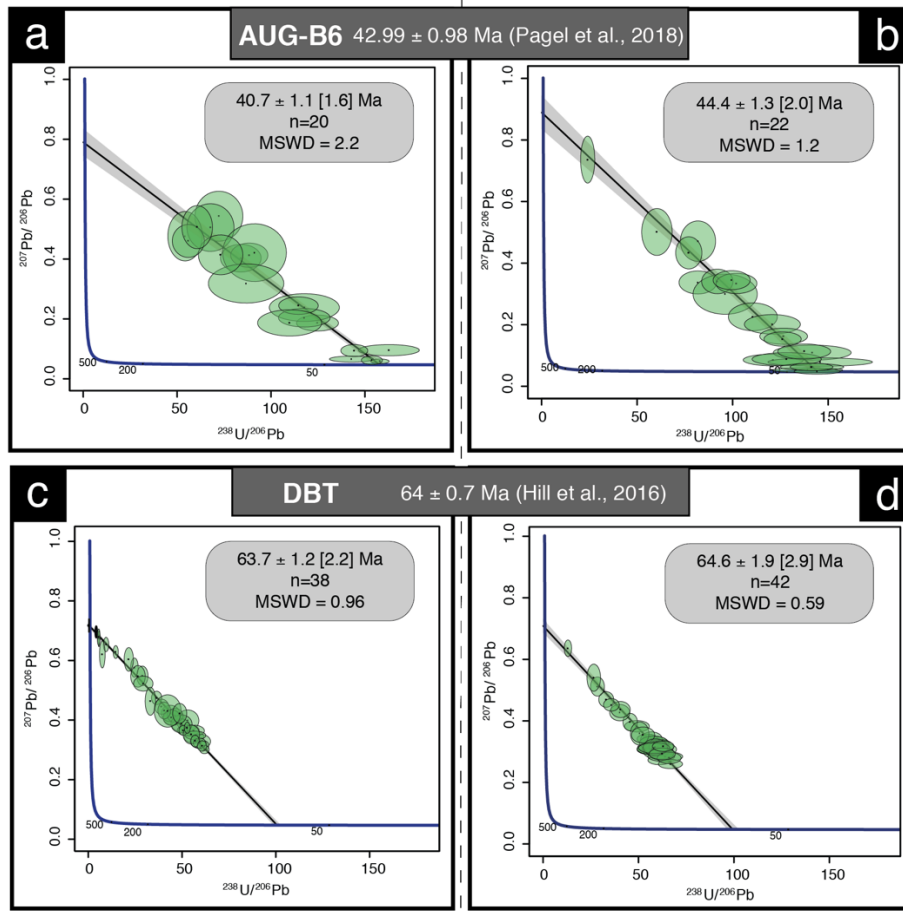 a
AUG-B6 42.99 ± 0.98 Ma (Pagel et al., 2018)
b
40.7 ± 1.1 [1.6] Ma
n=20
MSWD = 2.2
207Pb/ 206Pb
1.0
0.8
0.6
0.4
0.2
0.0
500
200
50
0 50 100 150
238U/206Pb
44.4 ± 1.3 [2.0] Ma
n=22
MSWD = 1.2
207Pb/ 206Pb
1.0
0.8
0.6
0.4
0.2
0.0
500
200
50
0 50 100 150
238U/206Pb
c
DBT 64 ± 0.7 Ma (Hill et al., 2016)
d
63.7 ± 1.2 [2.2] Ma
n=38
MSWD = 0.96
207Pb/ 206Pb
1.0
0.8
0.6
0.4
0.2
0.0
500
200
50
0 50 100 150
238U/206Pb
64.6 ± 1.9 [2.9] Ma
n=42
MSWD = 0.59
207Pb/ 206Pb
1.0
0.8
0.6
0.4
0.2
0.0
500
200
50
0 50 100 150
238U/206Pb